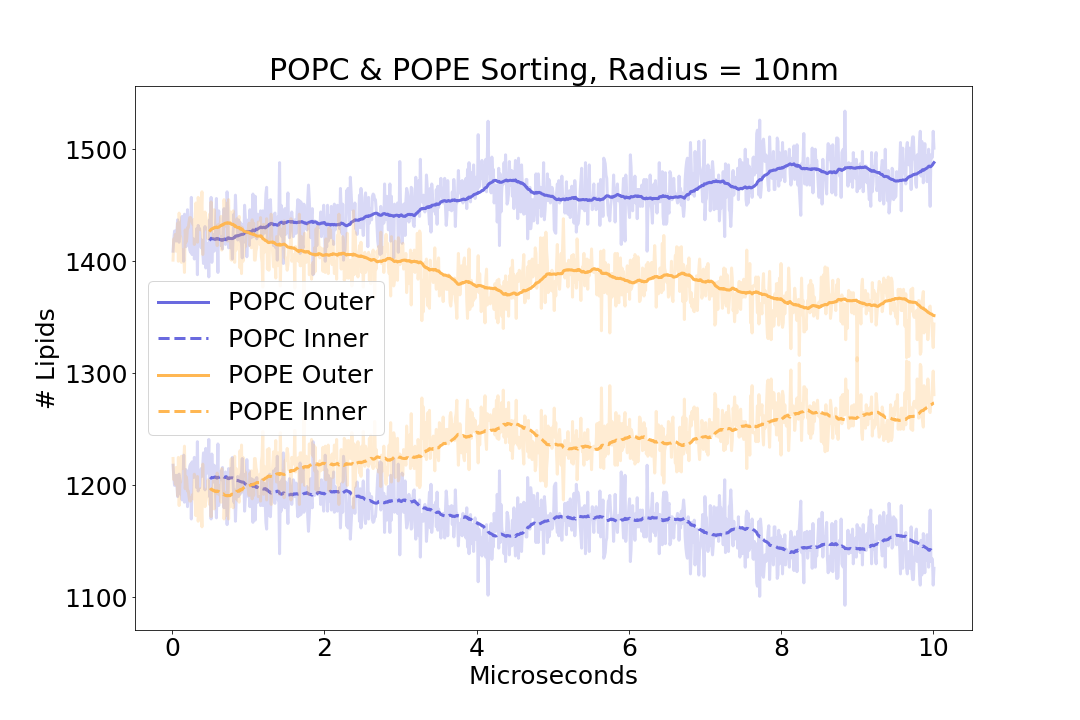 POPC & POPE Sorting, Radius = 10nm
# Lipids
1500
1400
1300
1200
1100
POPC Outer
POPC Inner
POPE Outer
POPE Inner
0 2 4 6 8 10
Microseconds